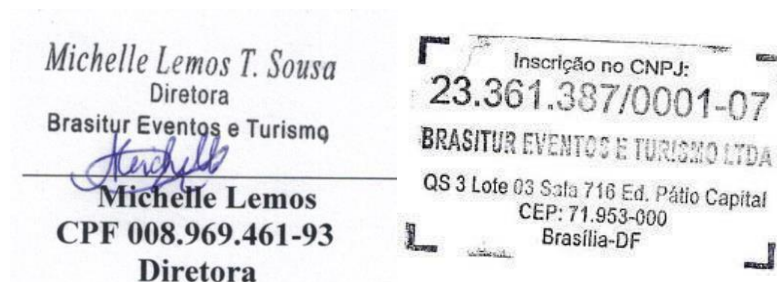 Michelle Lemos T. Sousa
Diretora
Brasitur Eventos e Turismo
Michelle Lemos
CPF 008.969.461-93
Diretora
Inscrição no CNPJ:
23.361.387/0001-07
BRASITUR EVENTOS E TURISMO LTDA
QS 3 Lote 03 Sala 716 Ed. Pátio Capital
CEP: 71.953-000
Brasília-DF